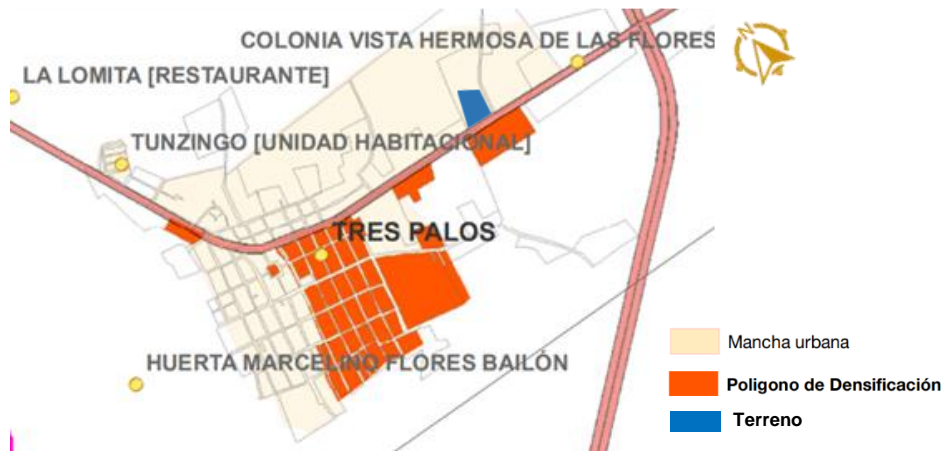 N
COLONIA VISTA HERMOSA DE LAS FLORES
LA LOMITA [RESTAURANTE]
TUNZINGO [UNIDAD HABITACIONAL]
TRES PALOS
HUERTA MARCELINO FLORES BAILÓN
Mancha urbana
Poligono de Densificación
Terreno